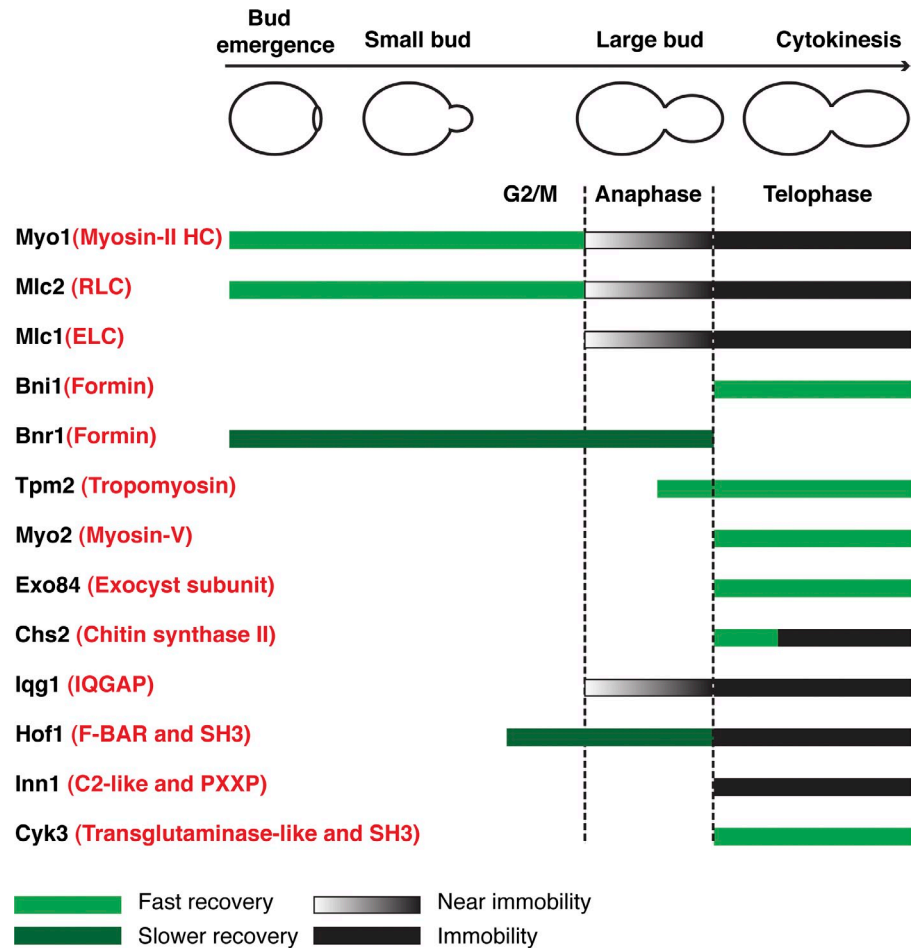 Bud
emergence
Small bud
Large bud
Cytokinesis
G2/M
Anaphase
Telophase
Myo1(Myosin-II HC)
Mlc2 (RLC)
Mlc1(ELC)
Bni1(Formin)
Bnr1(Formin)
Tpm2 (Tropomyosin)
Myo2 (Myosin-V)
Exo84 (Exocyst subunit)
Chs2 (Chitin synthase II)
Iqg1 (IQGAP)
Hof1 (F-BAR and SH3)
Inn1 (C2-like and PXXP)
Cyk3 (Transglutaminase-like and SH3)
Fast recovery
Near immobility
Slower recovery
Immobility